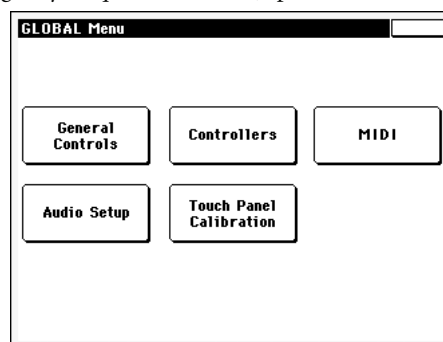 GLOBAL Menu
General
Controls
Controllers
MIDI
Audio Setup
Touch Panel
Calibration